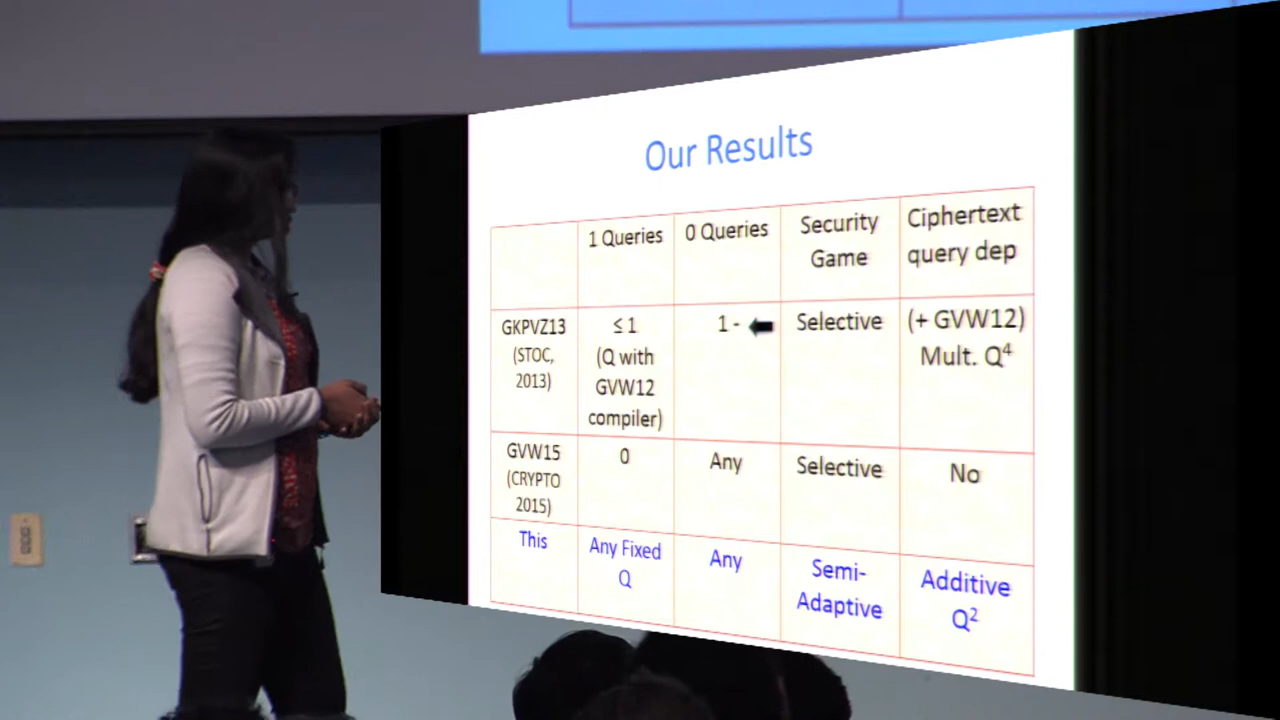 Our Results
1 Queries
0 Queries
Security
Game
Ciphertext
query dep
GKPVZ13
(STOC,
2013)
≤ 1
(Q with
GVW12
compiler)
1 -
Selective
(+ GVW12)
Mult. Q⁴
GVW15
(CRYPTO
2015)
0
Any
Selective
No
This
Any Fixed
Q
Any
Semi-
Adaptive
Additive
Q²